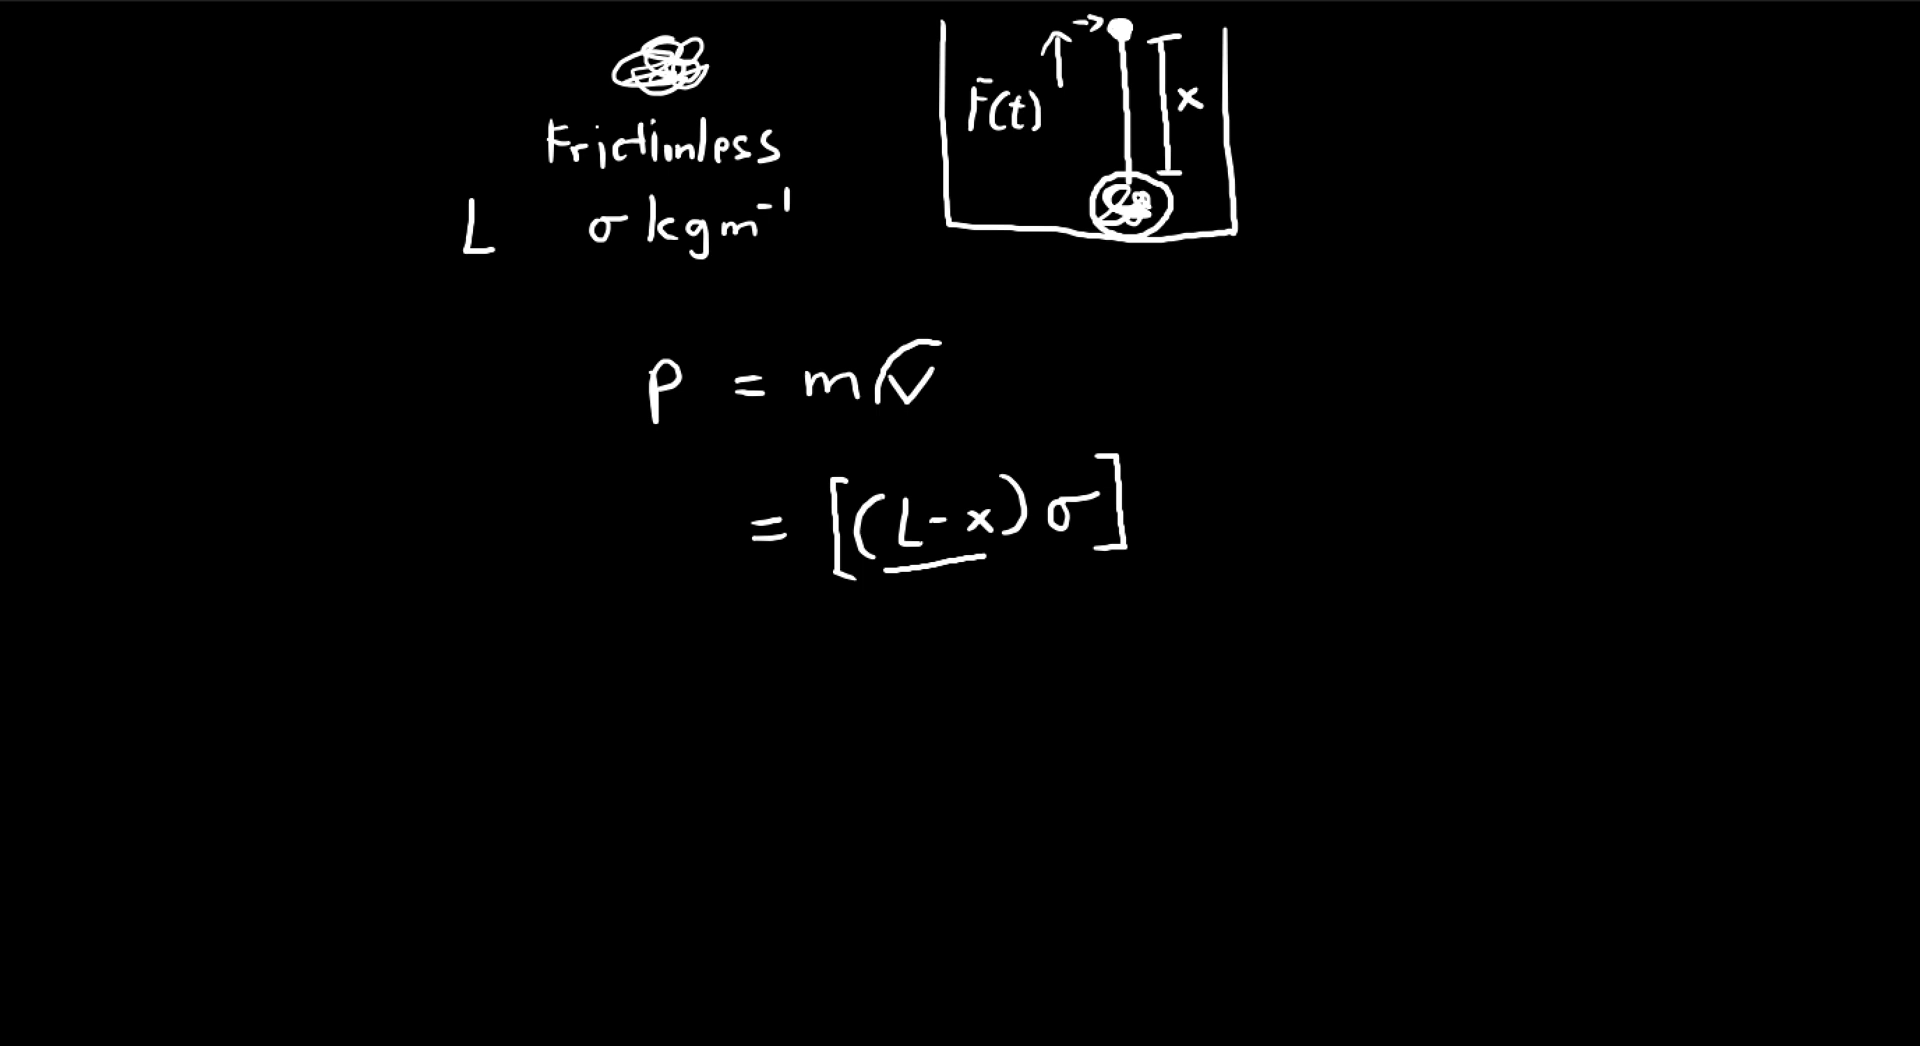 →
F(t) ↑ x
Frictionless
L σ kgm⁻¹
P = mV
= [(L-x)σ]